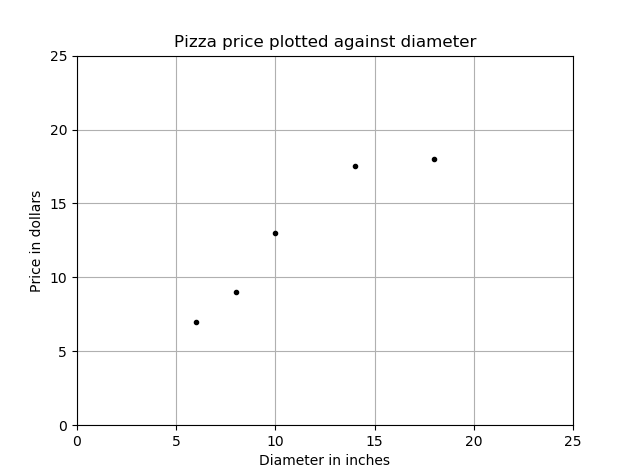 Pizza price plotted against diameter
25
20
15
10
5
0
Price in dollars
0 5 10 15 20 25
Diameter in inches